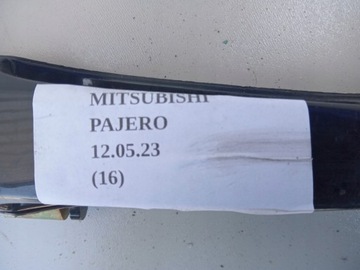 MITSUBISHI
PAJERO
12.05.23
(16)